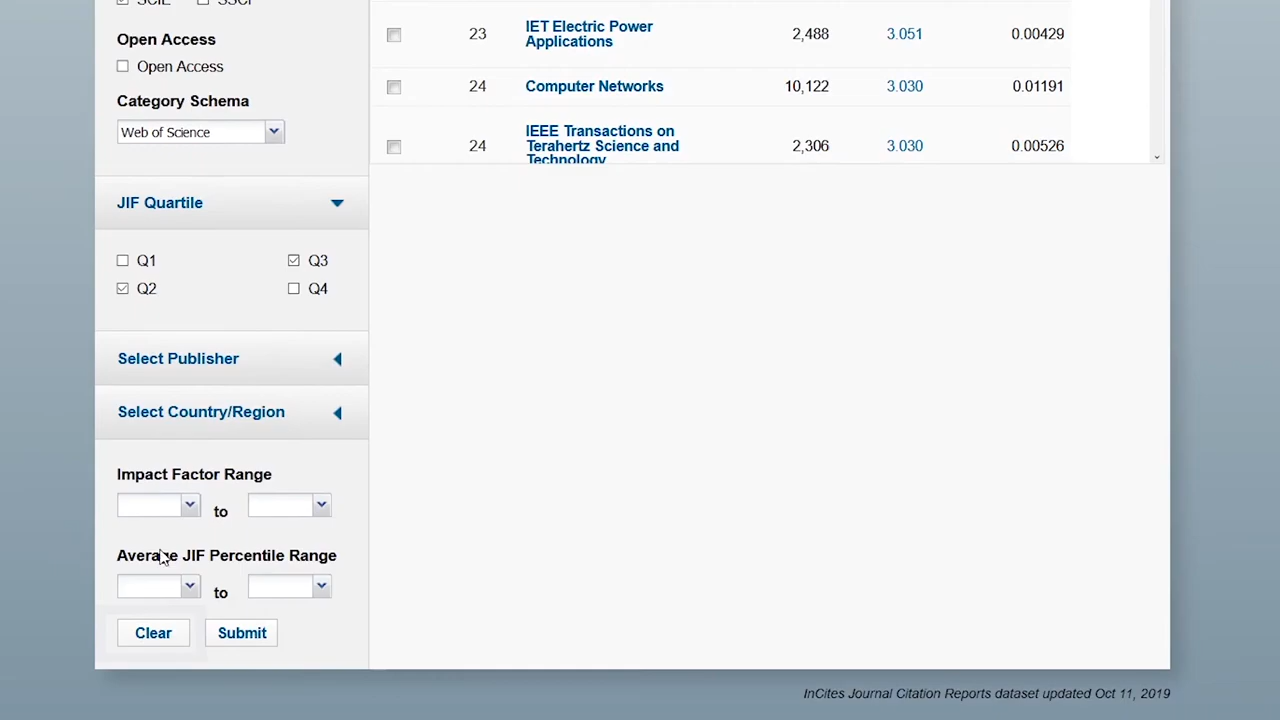 SCIE SSCI
Open Access
Open Access
Category Schema
Web of Science
JIF Quartile
Q1 Q3
Q2 Q4
Select Publisher
Select Country/Region
Impact Factor Range
to
Average JIF Percentile Range
to
Clear Submit
23 IET Electric Power Applications 2,488 3.051 0.00429
24 Computer Networks 10,122 3.030 0.01191
24 IEEE Transactions on Terahertz Science and Technology 2,306 3.030 0.00526
InCites Journal Citation Reports dataset updated Oct 11, 2019